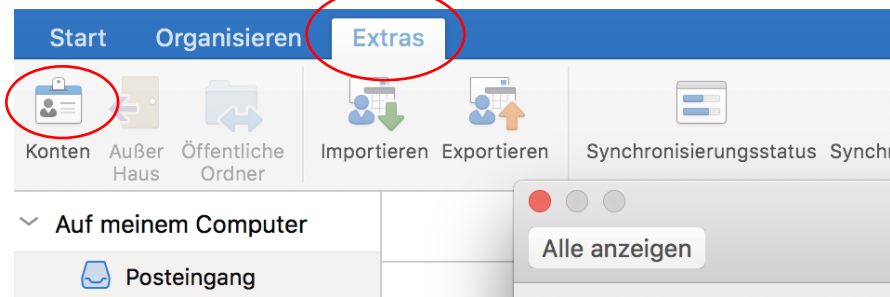 Start Organisieren Extras
Konten Außer Haus Öffentliche Ordner Importieren Exportieren Synchronisierungsstatus
Auf meinem Computer
Alle anzeigen
Posteingang